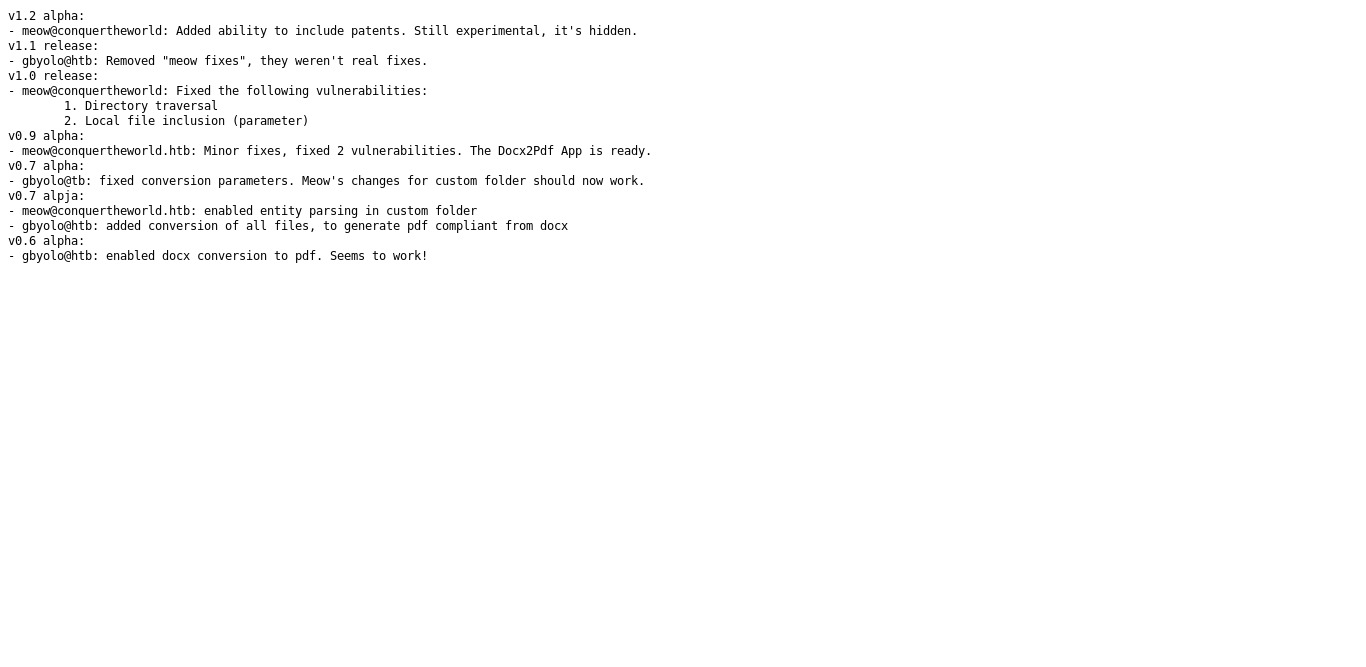 v1.2 alpha:
- meow@conquertheworld: Added ability to include patents. Still experimental, it's hidden.
v1.1 release:
- gbyolo@htb: Removed "meow fixes", they weren't real fixes.
v1.0 release:
- meow@conquertheworld: Fixed the following vulnerabilities:
        1. Directory traversal
        2. Local file inclusion (parameter)
v0.9 alpha:
- meow@conquertheworld.htb: Minor fixes, fixed 2 vulnerabilities. The Docx2Pdf App is ready.
v0.7 alpha:
- gbyolo@tb: fixed conversion parameters. Meow's changes for custom folder should now work.
v0.7 alpja:
- meow@conquertheworld.htb: enabled entity parsing in custom folder
- gbyolo@htb: added conversion of all files, to generate pdf compliant from docx
v0.6 alpha:
- gbyolo@htb: enabled docx conversion to pdf. Seems to work!